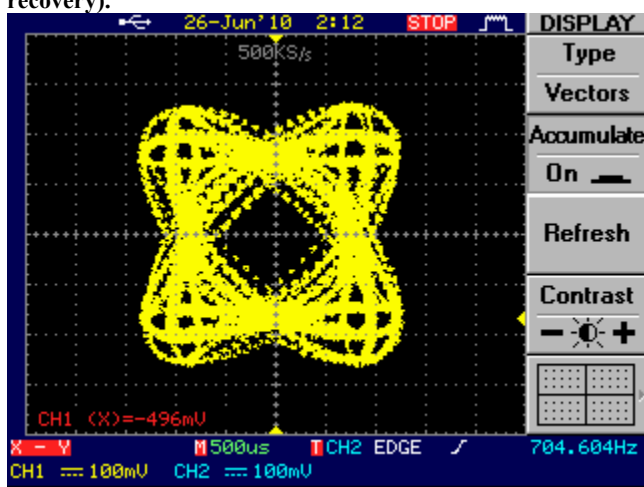 recovery).
26-Jun'10 2:12 STOP DISPLAY
500KS/s
Type
Vectors
Accumulate
On
Refresh
Contrast
- +
CH1 (X)=-496mV
X - Y M 500us T CH2 EDGE 704.604Hz
CH1 100mV CH2 100mV